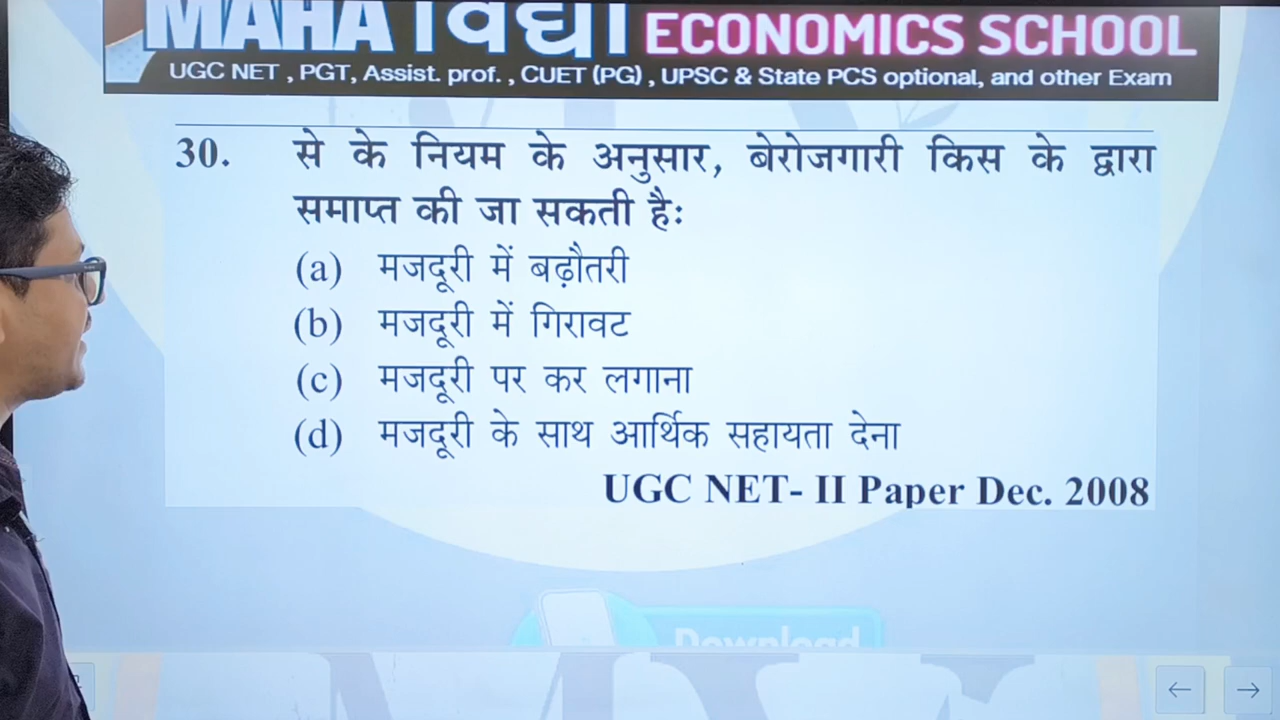 MAHA विद्या ECONOMICS SCHOOL
UGC NET , PGT, Assist. prof. , CUET (PG) , UPSC & State PCS optional, and other Exam
30. से के नियम के अनुसार, बेरोजगारी किस के द्वारा
समाप्त की जा सकती हैः
(a) मजदूरी में बढ़ौतरी
(b) मजदूरी में गिरावट
(c) मजदूरी पर कर लगाना
(d) मजदूरी के साथ आर्थिक सहायता देना
UGC NET- II Paper Dec. 2008
Download